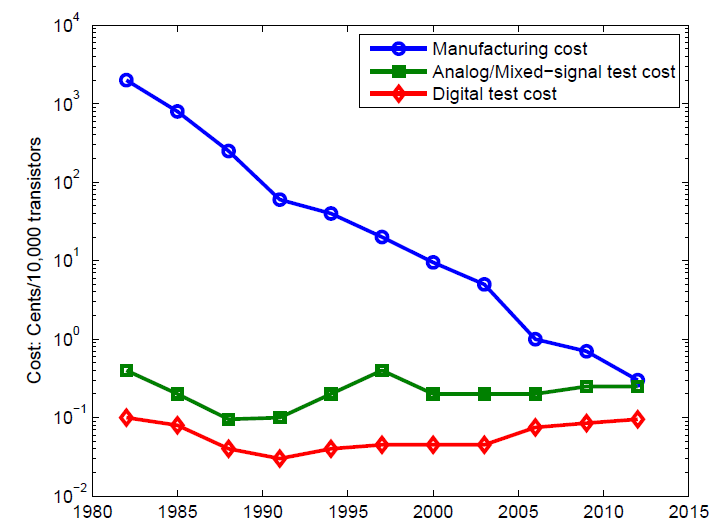 10^4
10^3
10^2
10^1
10^0
10^−1
10^−2
Cost: Cents/10,000 transistors
Manufacturing cost
Analog/Mixed−signal test cost
Digital test cost
1980 1985 1990 1995 2000 2005 2010 2015